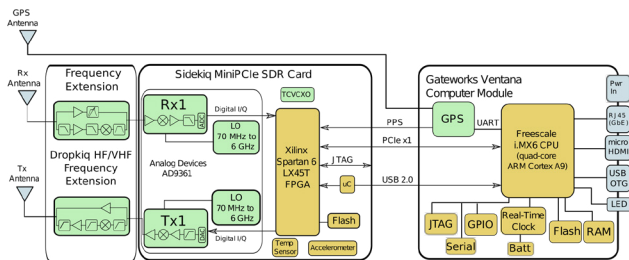 GPS
Antenna
Rx
Antenna
Tx
Antenna
Frequency
Extension
Dropkiq HF/VHF
Frequency
Extension
Sidekiq MiniPCIe SDR Card
Rx1
ADC
LO
70 MHz to
6 GHz
Analog Devices
AD9361
LO
70 MHz to
6 GHz
Tx1
DAC
Digital I/Q
Digital I/Q
TCVCXO
Xilinx
Spartan 6
LX45T
FPGA
Temp
Sensor
Accelerometer
Flash
uC
JTAG
PPS
PCIe x1
USB 2.0
Gateworks Ventana
Computer Module
GPS
UART
Freescale
i.MX6 CPU
(quad-core
ARM Cortex A9)
JTAG
Serial
GPIO
Real-Time
Clock
Batt
Flash
RAM
Pwr
In
RJ45
(GbE)
micro
HDMI
USB
OTG
LED